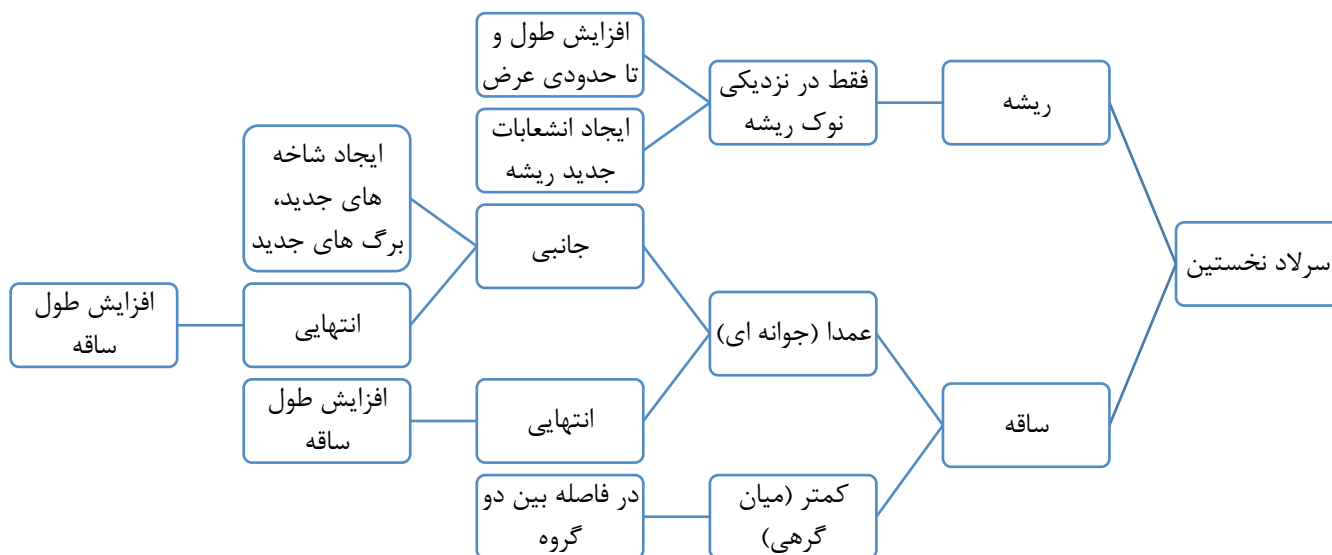 سرلاد نخستین
ریشه
فقط در نزدیکی
نوک ریشه
افزایش طول و
تا حدودی عرض
ایجاد انشعابات
جدید ریشه
ساقه
عمدا (جوانه ای)
جانبی
ایجاد شاخه
های جدید،
برگ های جدید
انتهایی
افزایش طول
ساقه
انتهایی
افزایش طول
ساقه
کمتر (میان
گرهی)
در فاصله بین دو
گروه